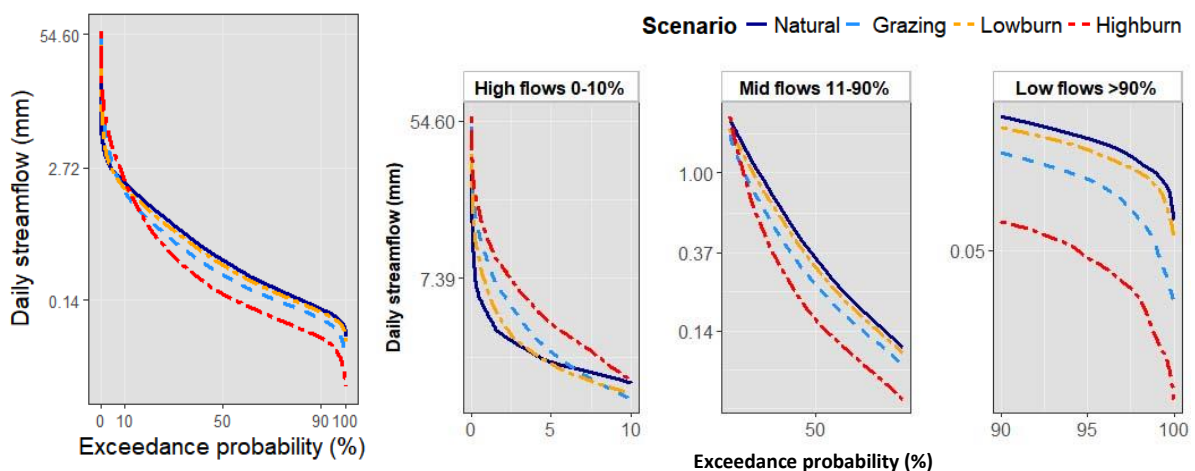 Scenario Natural Grazing Lowburn Highburn
Daily streamflow (mm)
54.60
2.72
0.14
0 10 50 90 100
Exceedance probability (%)
High flows 0-10%
Daily streamflow (mm)
54.60
7.39
0 5 10
Mid flows 11-90%
1.00
0.37
0.14
50
Low flows >90%
0.05
90 95 100
Exceedance probability (%)